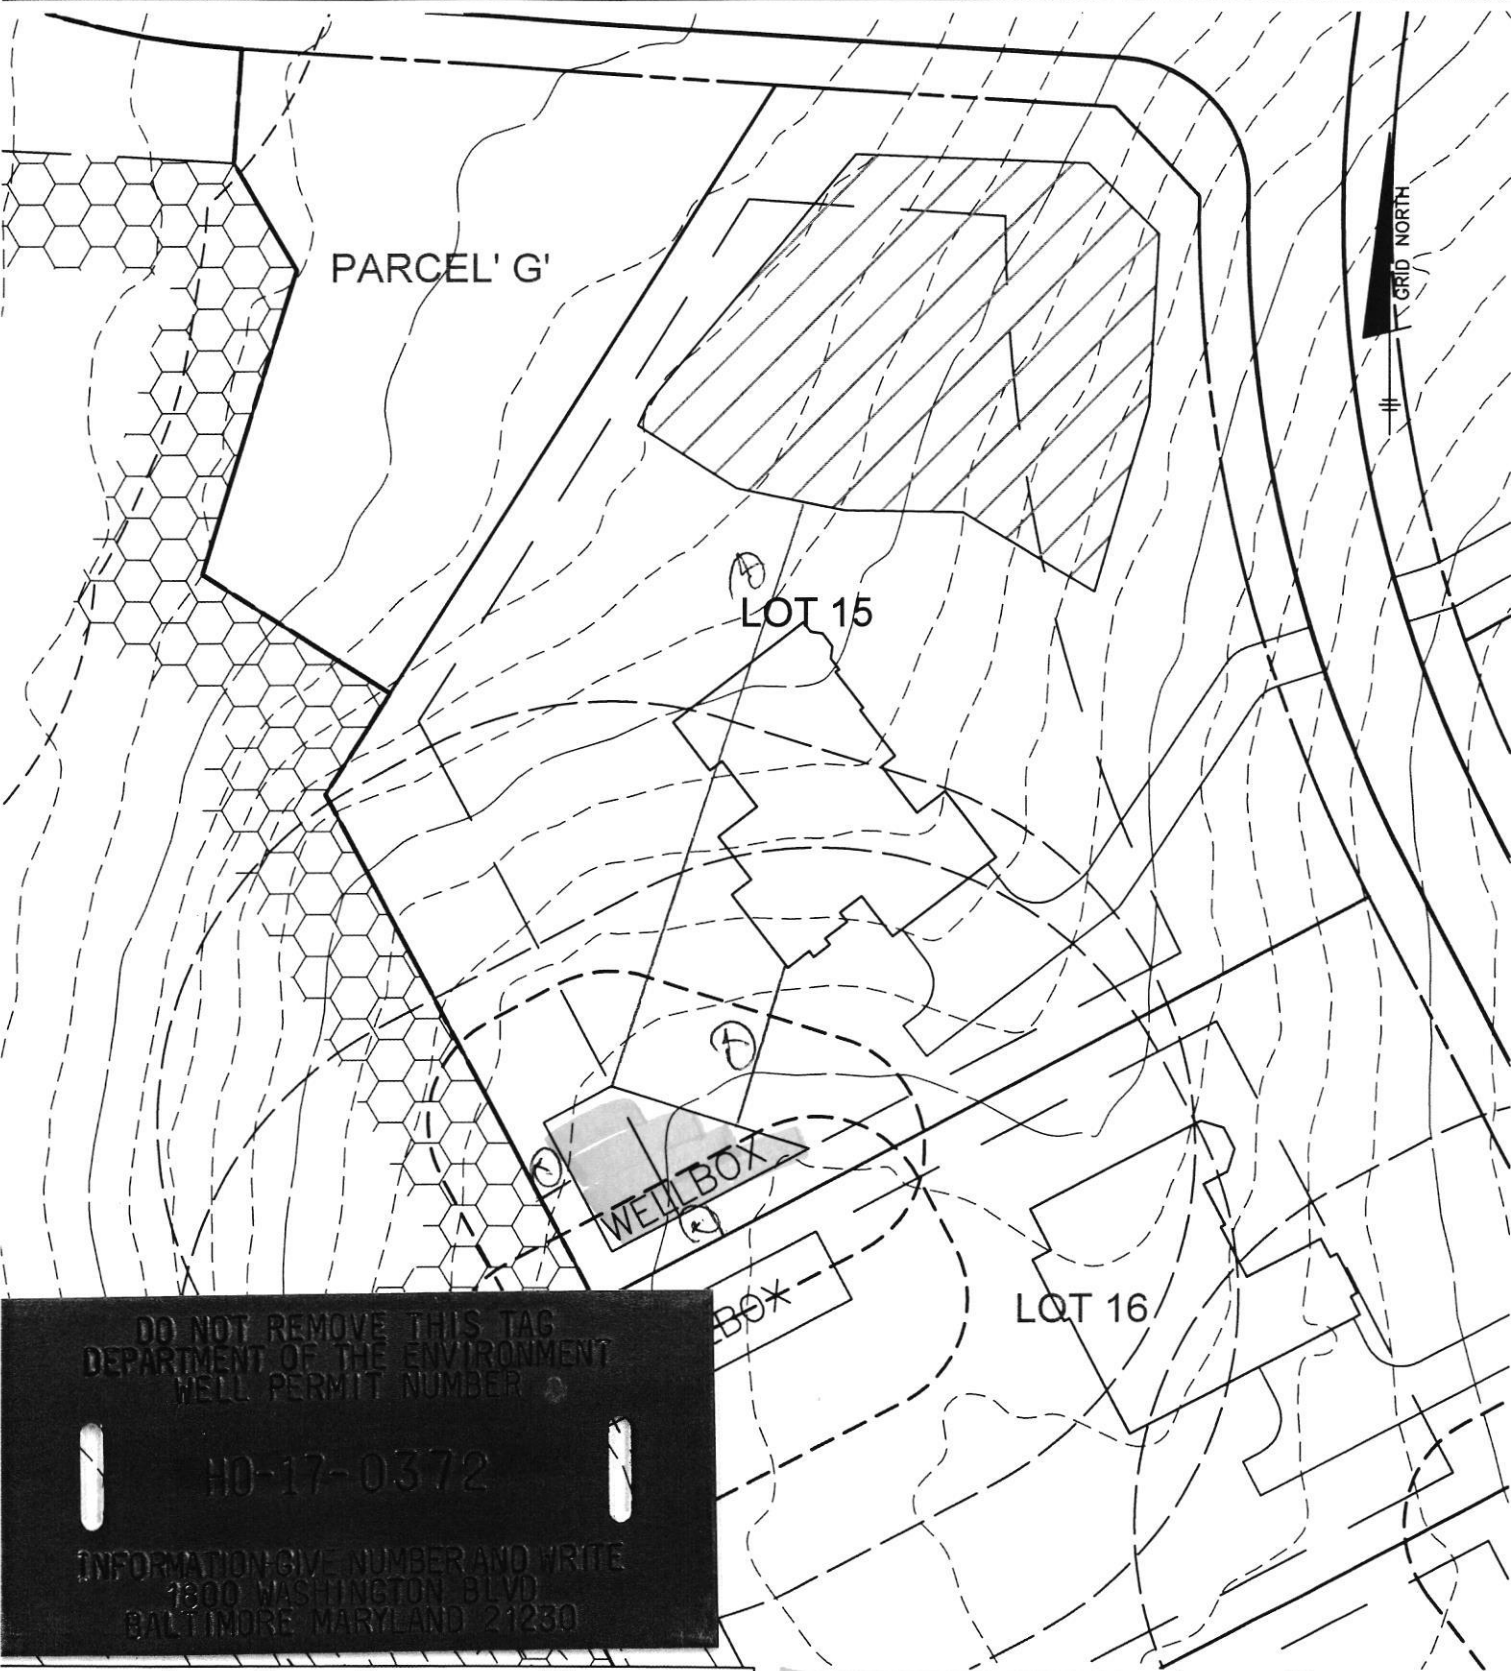 PARCEL' G'
GRID NORTH
LOT 15
WELLBOX
BOX
LOT 16
DO NOT REMOVE THIS TAG
DEPARTMENT OF THE ENVIRONMENT
WELL PERMIT NUMBER
HO-17-0372
INFORMATION-GIVE NUMBER AND WRITE
1800 WASHINGTON BLVD
BALTIMORE MARYLAND 21230